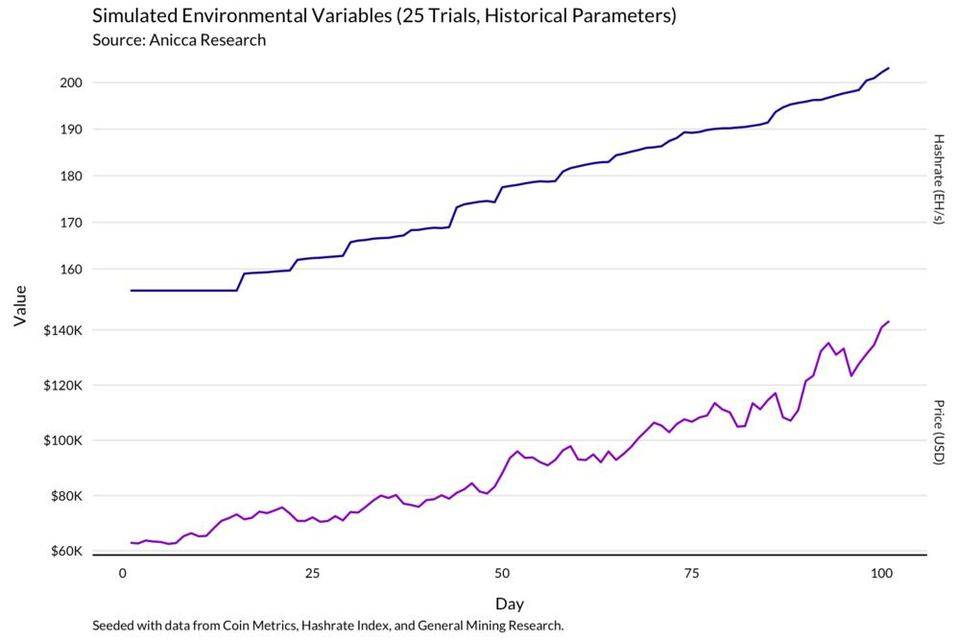 Simulated Environmental Variables (25 Trials, Historical Parameters)
Source: Anicca Research
200
190
180
170
160
Hashrate (EH/s)
Value
$140K
$120K
$100K
$80K
$60K
Price (USD)
0 25 50 75 100
Day
Seeded with data from Coin Metrics, Hashrate Index, and General Mining Research.